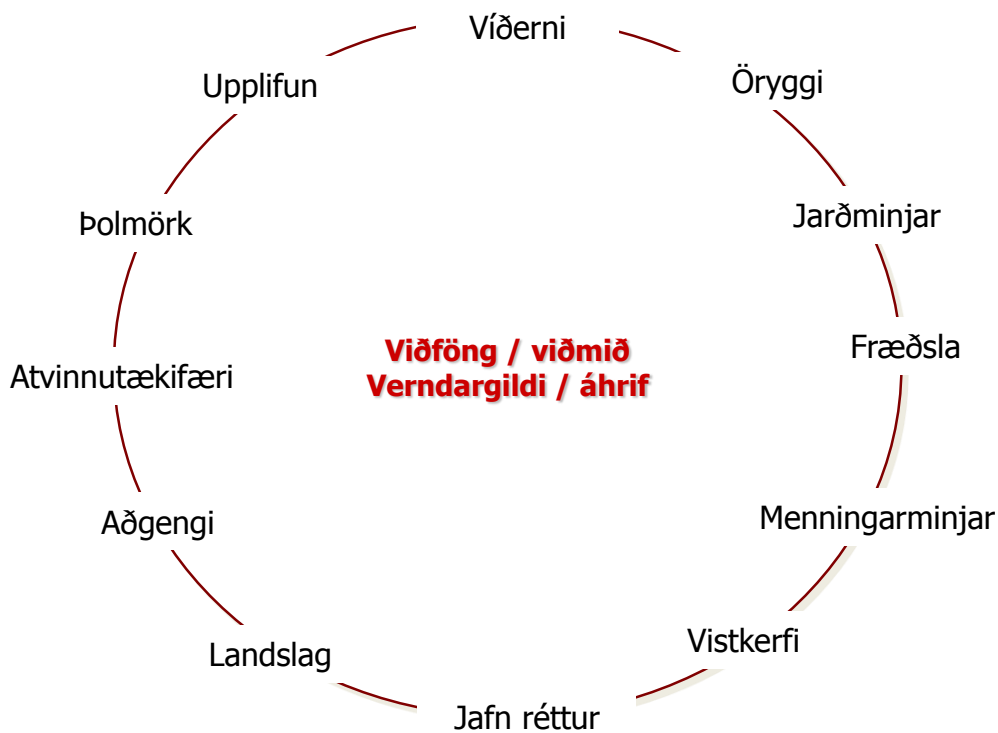 Víðerni
Öryggi
Upplifun
Jarðminjar
Þolmörk
Fræðsla
Viðföng / viðmið
Verndargildi / áhrif
Atvinnutækifæri
Menningarminjar
Aðgengi
Vistkerfi
Landslag
Jafn réttur